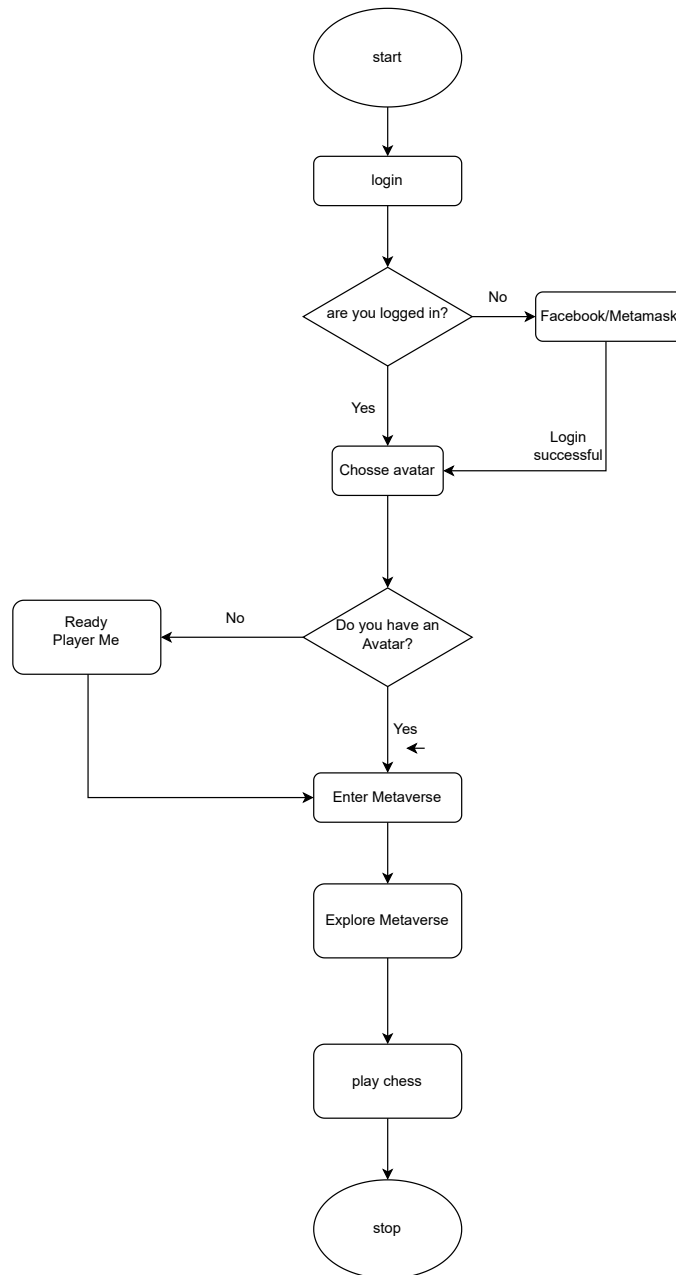 start
login
are you logged in?
No
Facebook/Metamask
Yes
Login
successful
Chosse avatar
Ready
Player Me
No
Do you have an
Avatar?
Yes
Enter Metaverse
Explore Metaverse
play chess
stop